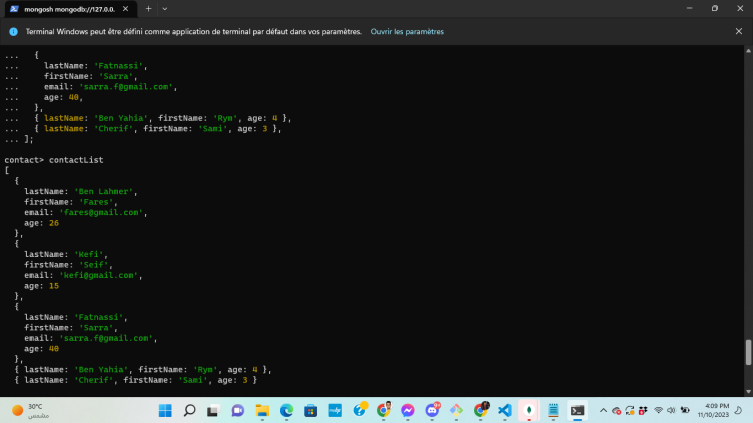 mongosh mongodb://127.0.0.
Terminal Windows peut être défini comme application de terminal par défaut dans vos paramètres. Ouvrir les paramètres
... {
... lastName: 'Fatnassi',
... firstName: 'Sarra',
... email: 'sarra.f@gmail.com',
... age: 40,
... },
... { lastName: 'Ben Yahia', firstName: 'Rym', age: 4 },
... { lastName: 'Cherif', firstName: 'Sami', age: 3 },
... ];
contact> contactList
[
{
lastName: 'Ben Lahmer',
firstName: 'Fares',
email: 'fares@gmail.com',
age: 26
},
{
lastName: 'Kefi',
firstName: 'Seif',
email: 'kefi@gmail.com',
age: 15
},
{
lastName: 'Fatnassi',
firstName: 'Sarra',
email: 'sarra.f@gmail.com',
age: 40
},
{ lastName: 'Ben Yahia', firstName: 'Rym', age: 4 },
{ lastName: 'Cherif', firstName: 'Sami', age: 3 }
30°C
مشمس
4:09 PM
11/10/2023